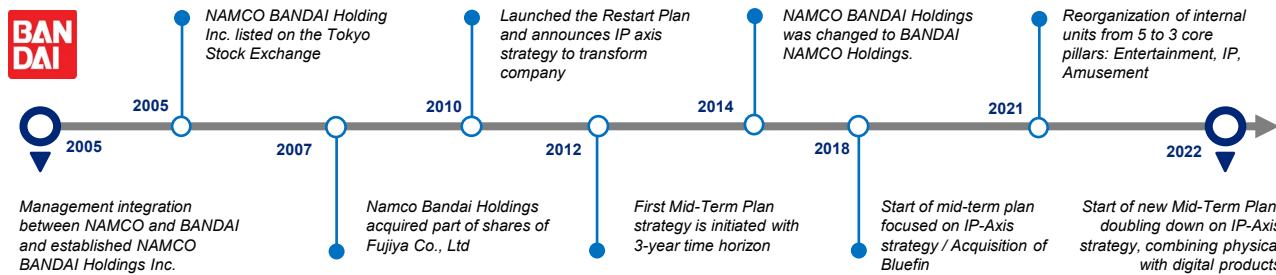 BAN
DAI
NAMCO BANDAI Holding
Inc. listed on the Tokyo
Stock Exchange
Launched the Restart Plan
and announces IP axis
strategy to transform
company
NAMCO BANDAI Holdings
was changed to BANDAI
NAMCO Holdings.
Reorganization of internal
units from 5 to 3 core
pillars: Entertainment, IP,
Amusement
2005
2010
2014
2021
2005
2007
2012
2018
2022
Management integration
between NAMCO and BANDAI
and established NAMCO
BANDAI Holdings Inc.
Namco Bandai Holdings
acquired part of shares of
Fujiya Co., Ltd
First Mid-Term Plan
strategy is initiated with
3-year time horizon
Start of mid-term plan
focused on IP-Axis
strategy / Acquisition of
Bluefin
Start of new Mid-Term Plan
doubling down on IP-Axis
strategy, combining physical
with digital products